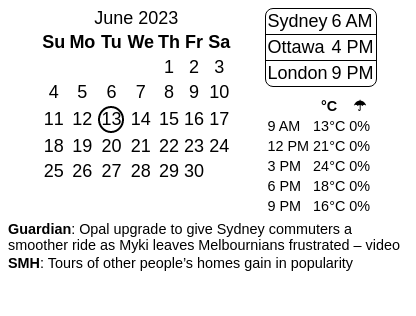 June 2023
Su Mo Tu We Th Fr Sa
1 2 3
4 5 6 7 8 9 10
11 12 13 14 15 16 17
18 19 20 21 22 23 24
25 26 27 28 29 30
Sydney 6 AM
Ottawa 4 PM
London 9 PM
°C ☂
9 AM 13°C 0%
12 PM 21°C 0%
3 PM 24°C 0%
6 PM 18°C 0%
9 PM 16°C 0%
Guardian: Opal upgrade to give Sydney commuters a
smoother ride as Myki leaves Melbournians frustrated – video
SMH: Tours of other people’s homes gain in popularity